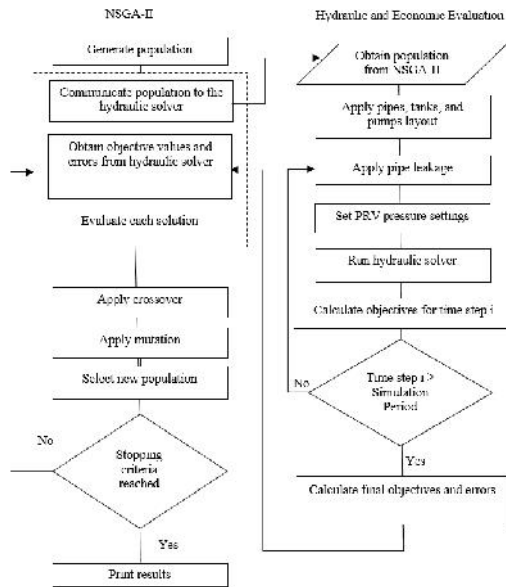 NSGA-II
Generate population
Communicate population to the
hydraulic solver
Obtain objective values and
errors from hydraulic solver
Evaluate each solution
Apply crossover
Apply mutation
Select new population
No
Stopping
criteria
reached
Yes
Print results
Hydraulic and Economic Evaluation
Obtain population
from NSGA-II
Apply pipes, tanks, and
pumps layout
Apply pipe leakage
Set PRV pressure settings
Run hydraulic solver
Calculate objectives for time step i
No
Time step i >
Simulation
Period
Yes
Calculate final objectives and errors